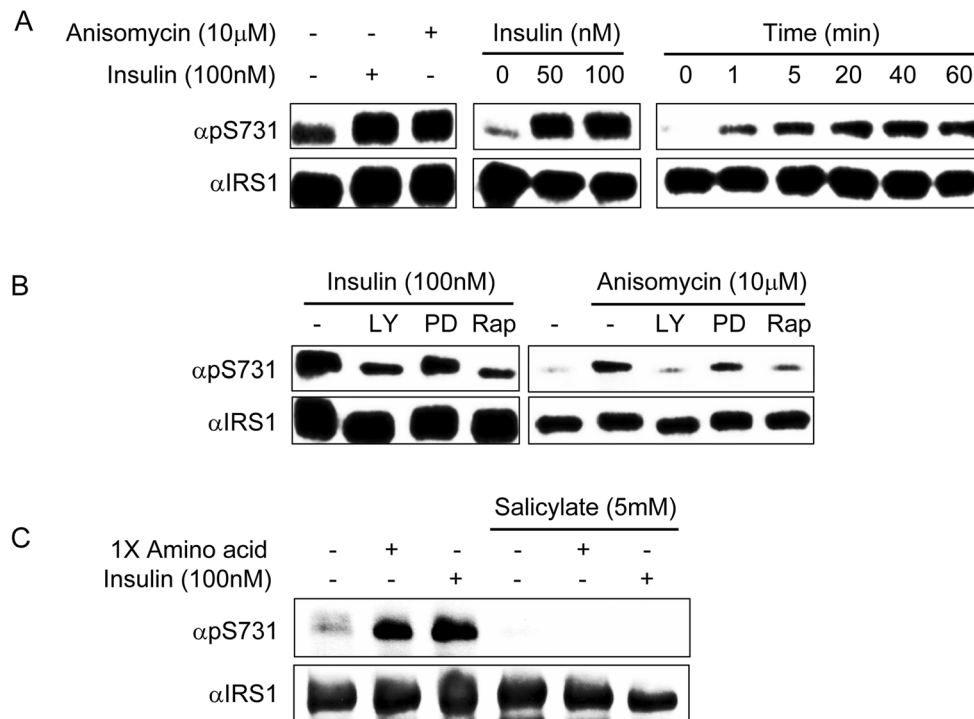 A
Anisomycin (10μM) - - + Insulin (nM) Time (min)
Insulin (100nM) - + - 0 50 100 0 1 5 20 40 60
αpS731
αIRS1
B
Insulin (100nM) Anisomycin (10μM)
- LY PD Rap - - LY PD Rap
αpS731
αIRS1
Salicylate (5mM)
C
1X Amino acid - + - - + -
Insulin (100nM) - - + - - +
αpS731
αIRS1